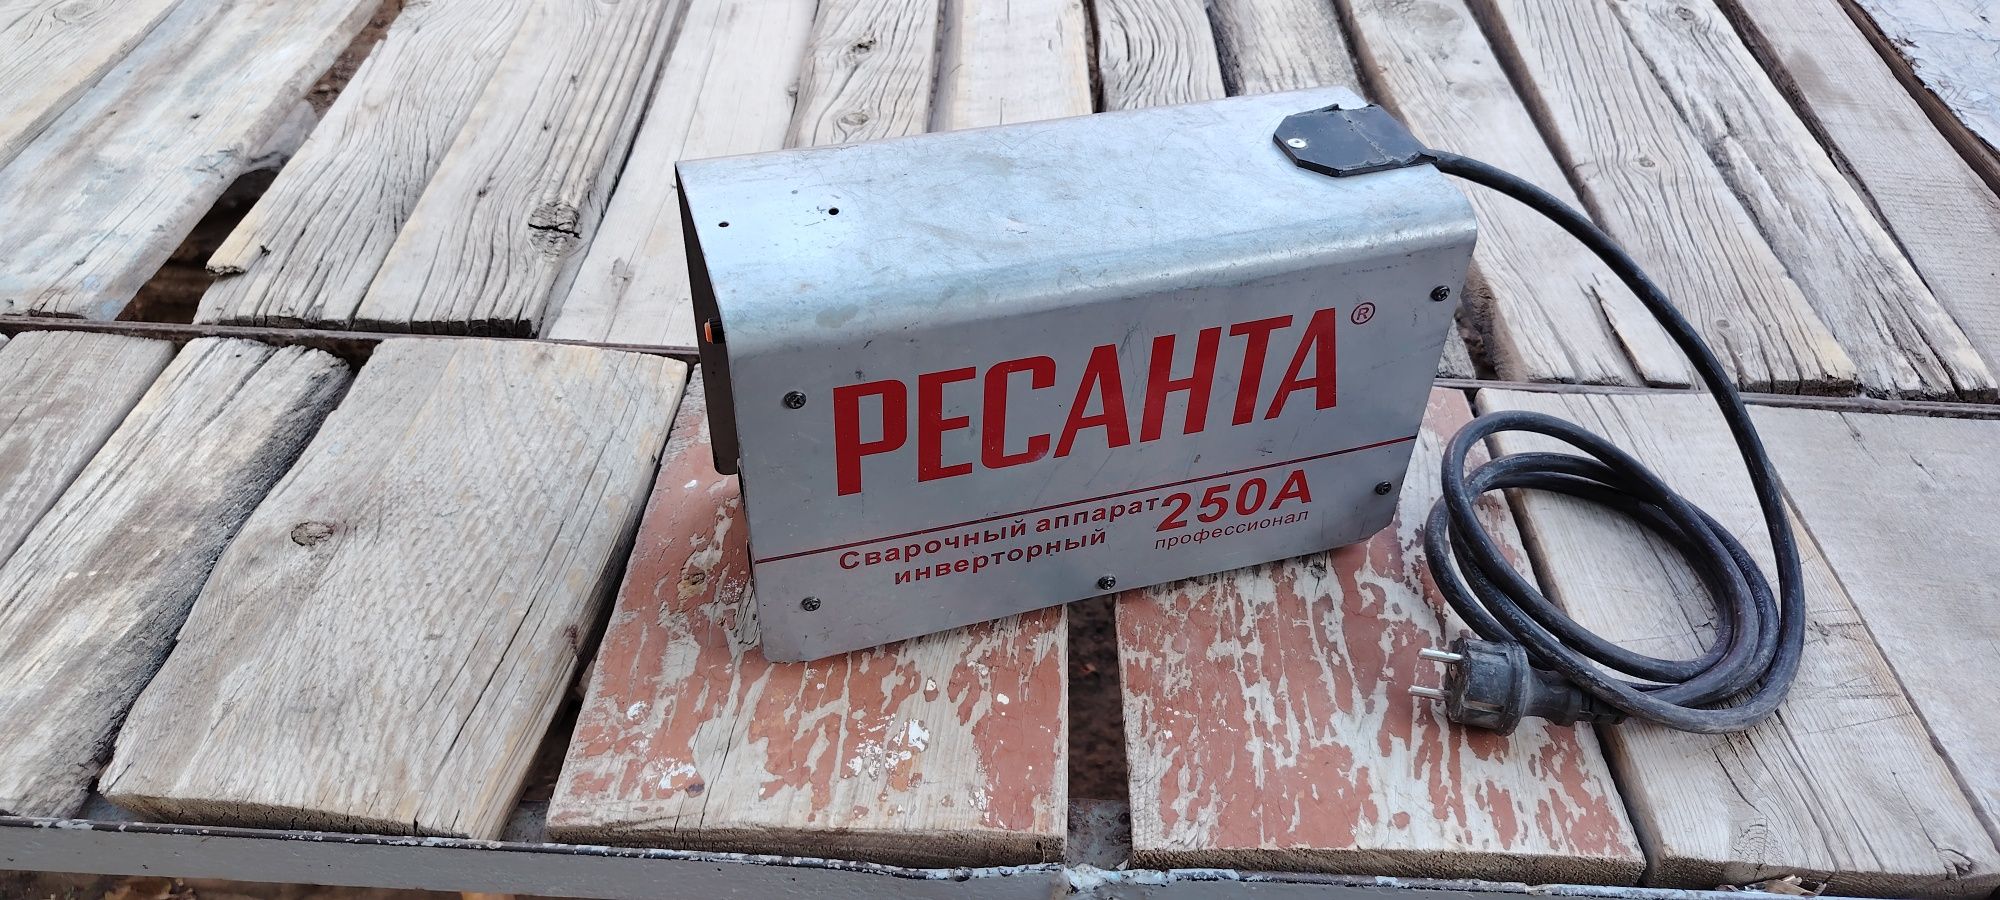 РЕСАНТА®
Сварочный аппарат 250А
инверторный профессионал